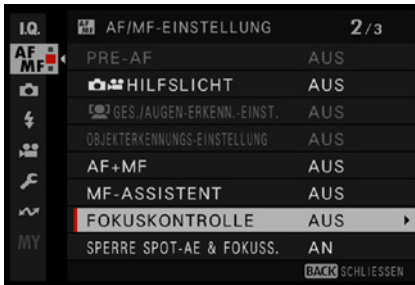 I.Q.
AF/MF-EINSTELLUNG 2/3
AF MF
PRE-AF AUS
HILFSLICHT AUS
GES./AUGEN-ERKENN.-EINST. AUS
OBJEKTERKENNUNGS-EINSTELLUNG AUS
AF+MF AUS
MF-ASSISTENT AUS
FOKUSKONTROLLE AUS
MY
SPERRE SPOT-AE & FOKUSS. AN
BACK SCHLIESSEN